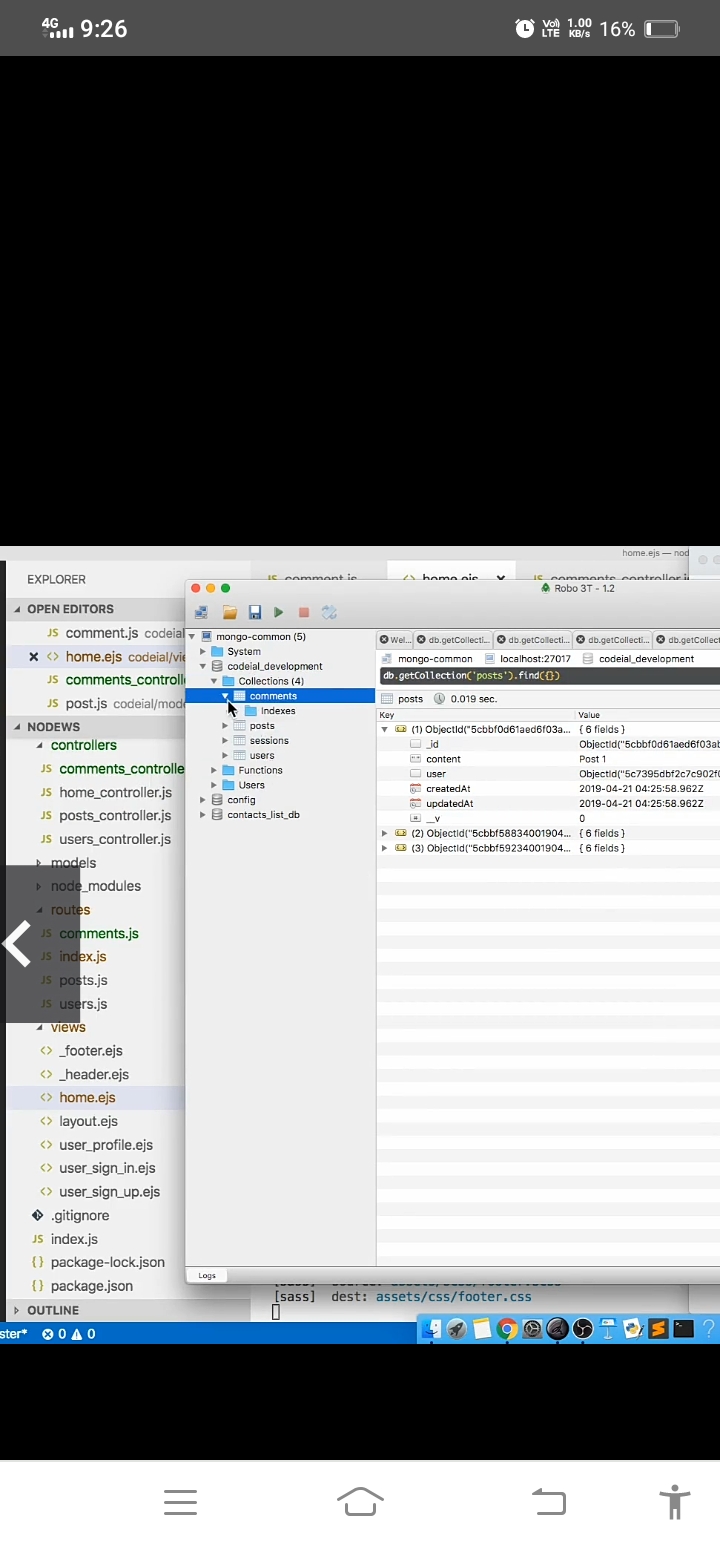 4G 9:26 Vo) LTE 1.00 KB/s 16%
home.ejs — nod
EXPLORER
OPEN EDITORS
JS comment.js codeial
home.ejs codeial/vie
comments_controlle
JS post.js codeial/mode
NODEWS
controllers
JS comments_controlle
JS home_controller.js
JS posts_controller.js
JS users_controller.js
models
node_modules
routes
JS comments.js
JS index.js
JS posts.js
JS users.js
views
_footer.ejs
_header.ejs
home.ejs
layout.ejs
user_profile.ejs
user_sign_in.ejs
user_sign_up.ejs
.gitignore
JS index.js
{} package-lock.json
{} package.json
OUTLINE
ster* 0 0
JS comment.js home.ejs JS comments_controller.j
Robo 3T - 1.2
mongo-common (5)
System
codeial_development
Collections (4)
comments
Indexes
posts
sessions
users
Functions
Users
config
contacts_list_db
Logs
Wel... db.getCollecti... db.getCollecti... db.getCollecti... db.getCollect
mongo-common localhost:27017 codeial_development
db.getCollection('posts').find({})
posts 0.019 sec.
Key Value
(1) ObjectId("5cbbf0d61aed6f03a... { 6 fields }
_id ObjectId("5cbbf0d61aed6f03ab
content Post 1
user ObjectId("5c7395dbf2c7c902f0
createdAt 2019-04-21 04:25:58.962Z
updatedAt 2019-04-21 04:25:58.962Z
__v 0
(2) ObjectId("5cbbf58834001904... { 6 fields }
(3) ObjectId("5cbbf59234001904... { 6 fields }
[sass] dest: assets/css/footer.css